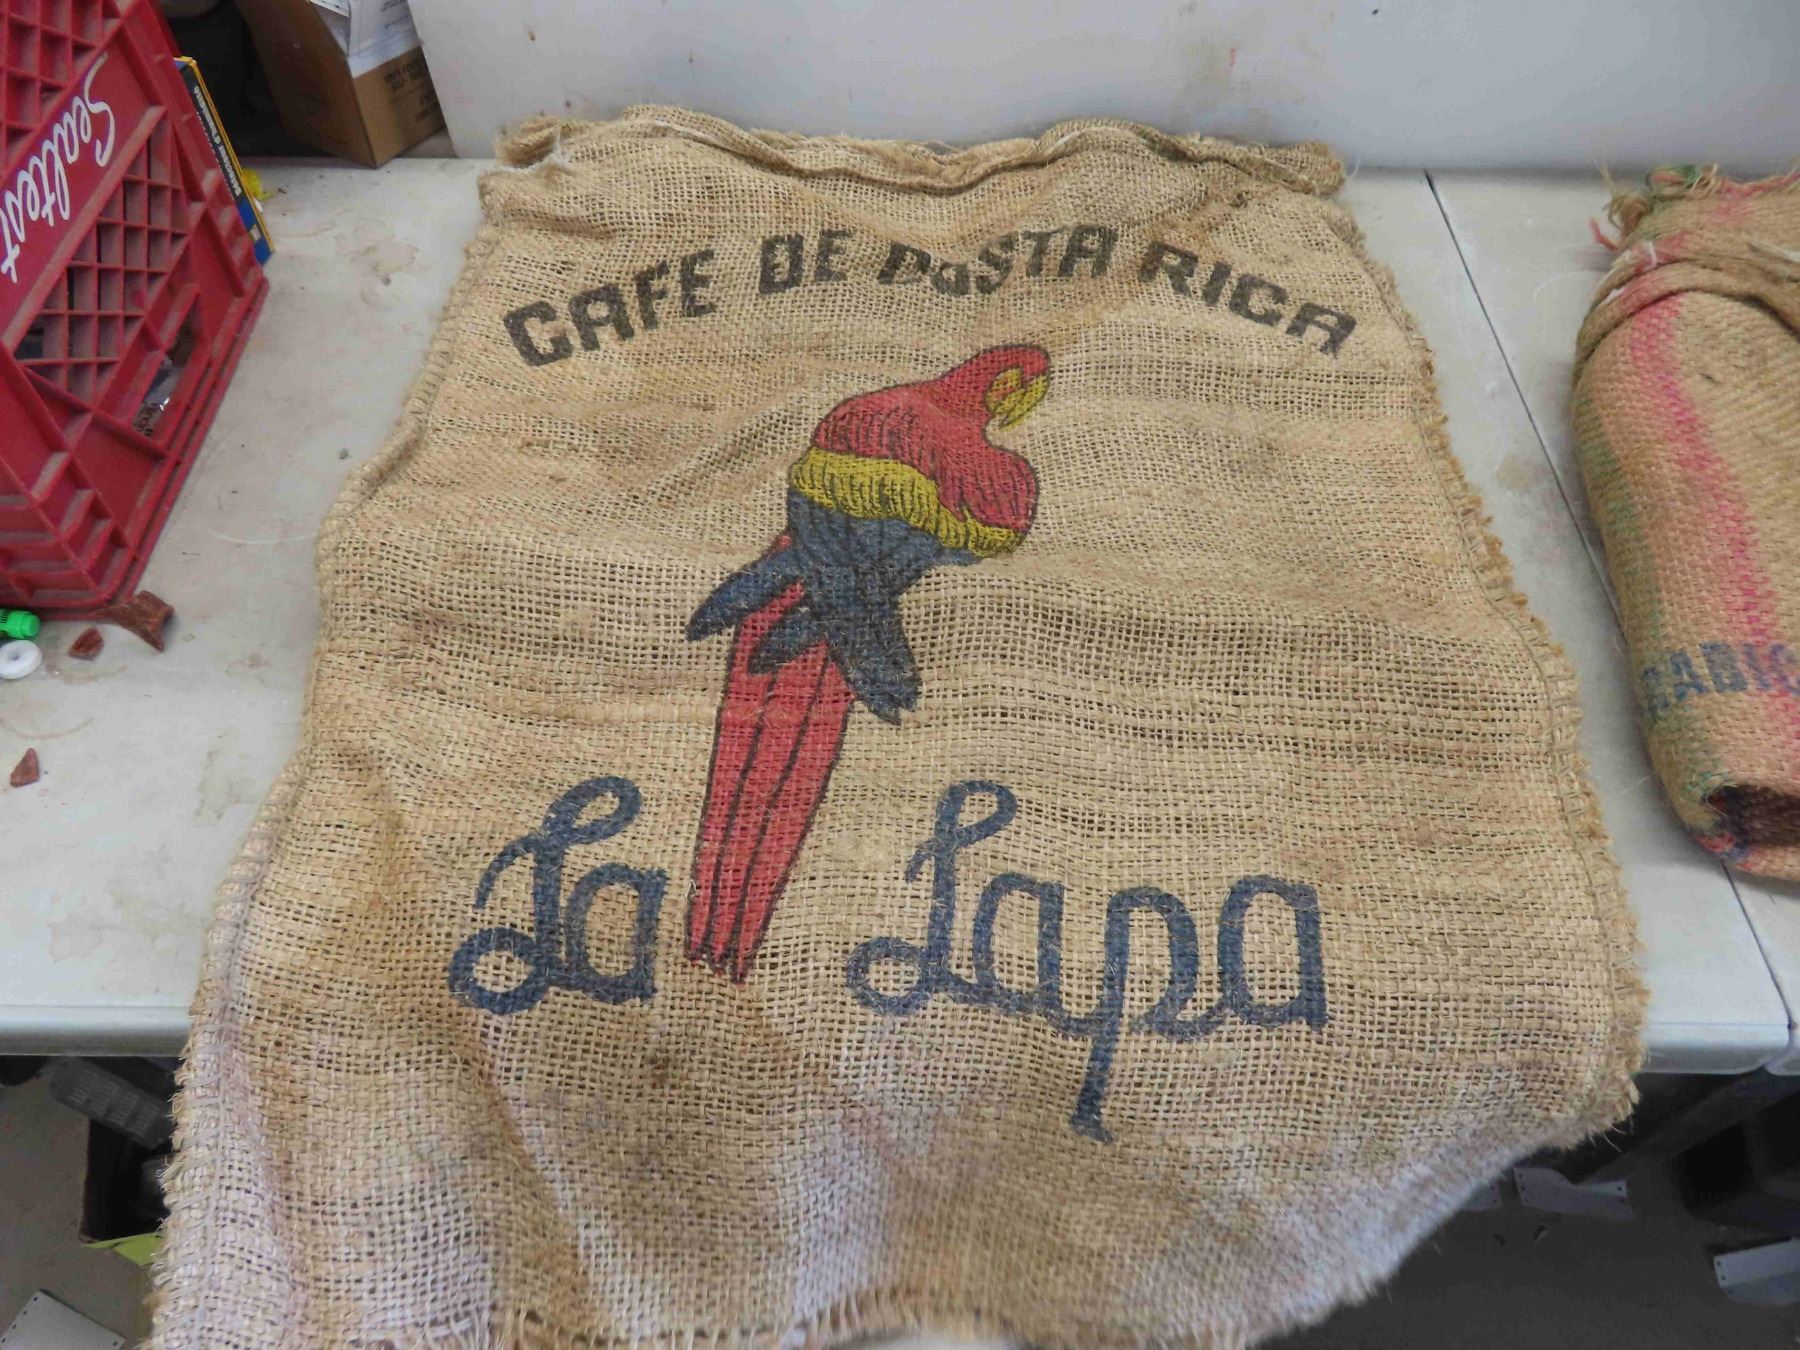 CAFE DE COSTA RICA
La Lapa
Sealtest